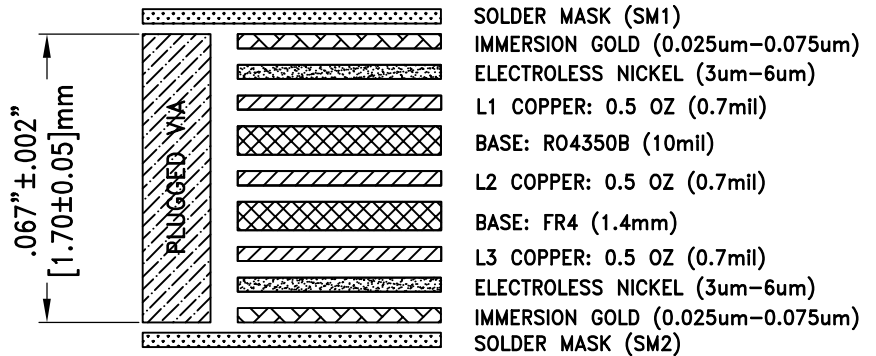 SOLDER MASK (SM1)
IMMERSION GOLD (0.025um-0.075um)
ELECTROLESS NICKEL (3um-6um)
L1 COPPER: 0.5 OZ (0.7mil)
BASE: RO4350B (10mil)
L2 COPPER: 0.5 OZ (0.7mil)
BASE: FR4 (1.4mm)
L3 COPPER: 0.5 OZ (0.7mil)
ELECTROLESS NICKEL (3um-6um)
IMMERSION GOLD (0.025um-0.075um)
SOLDER MASK (SM2)
PLUGGED VIA
.067"±.002"
[1.70±0.05]mm